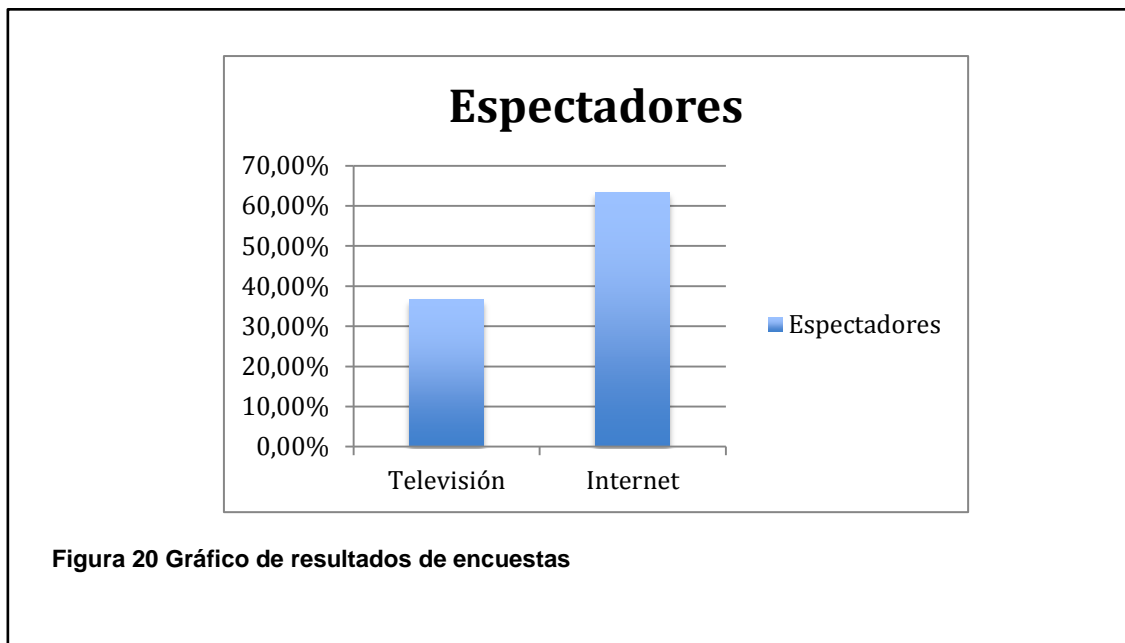 Espectadores
70,00%
60,00%
50,00%
40,00%
30,00%
20,00%
10,00%
0,00%
Televisión
Internet
Espectadores
Figura 20 Gráfico de resultados de encuestas